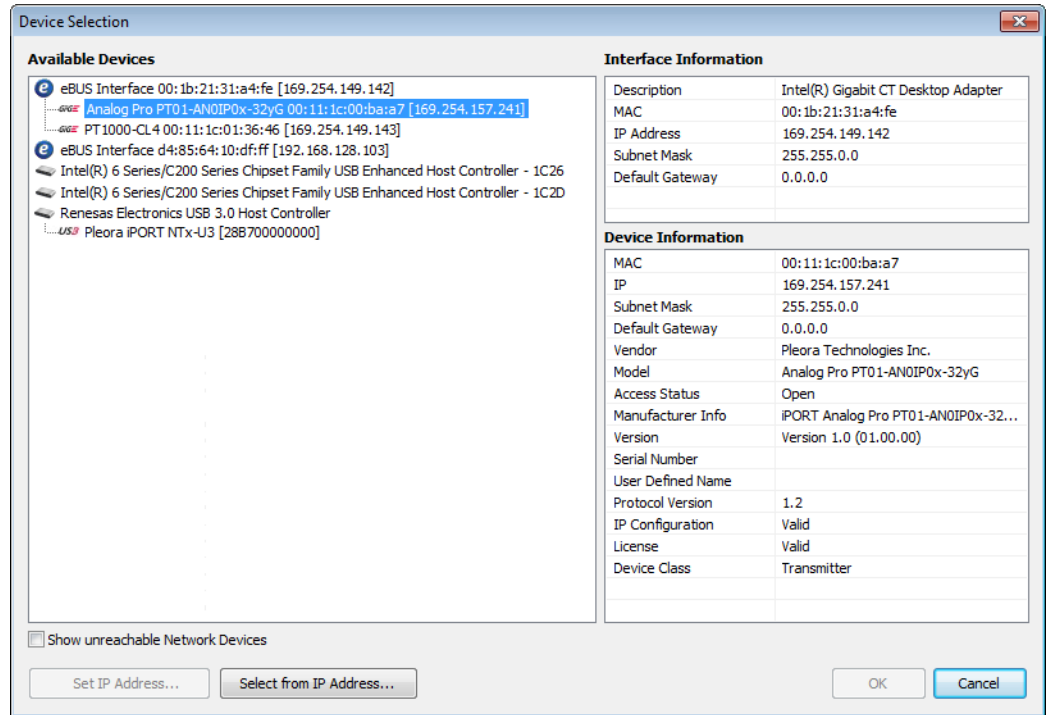 Device Selection
Available Devices
eBUS Interface 00:1b:21:31:a4:fe [169.254.149.142]
GIGE Analog Pro PT01-AN0IP0x-32yG 00:11:1c:00:ba:a7 [169.254.157.241]
GIGE PT1000-CL4 00:11:1c:01:36:46 [169.254.149.143]
eBUS Interface d4:85:64:10:df:ff [192.168.128.103]
Intel(R) 6 Series/C200 Series Chipset Family USB Enhanced Host Controller - 1C26
Intel(R) 6 Series/C200 Series Chipset Family USB Enhanced Host Controller - 1C2D
Renesas Electronics USB 3.0 Host Controller
USB Pleora iPORT NTx-U3 [28B700000000]
Show unreachable Network Devices
Set IP Address...
Select from IP Address...
Interface Information
Description Intel(R) Gigabit CT Desktop Adapter
MAC 00:1b:21:31:a4:fe
IP Address 169.254.149.142
Subnet Mask 255.255.0.0
Default Gateway 0.0.0.0
Device Information
MAC 00:11:1c:00:ba:a7
IP 169.254.157.241
Subnet Mask 255.255.0.0
Default Gateway 0.0.0.0
Vendor Pleora Technologies Inc.
Model Analog Pro PT01-AN0IP0x-32yG
Access Status Open
Manufacturer Info iPORT Analog Pro PT01-AN0IP0x-32...
Version Version 1.0 (01.00.00)
Serial Number
User Defined Name
Protocol Version 1.2
IP Configuration Valid
License Valid
Device Class Transmitter
OK
Cancel